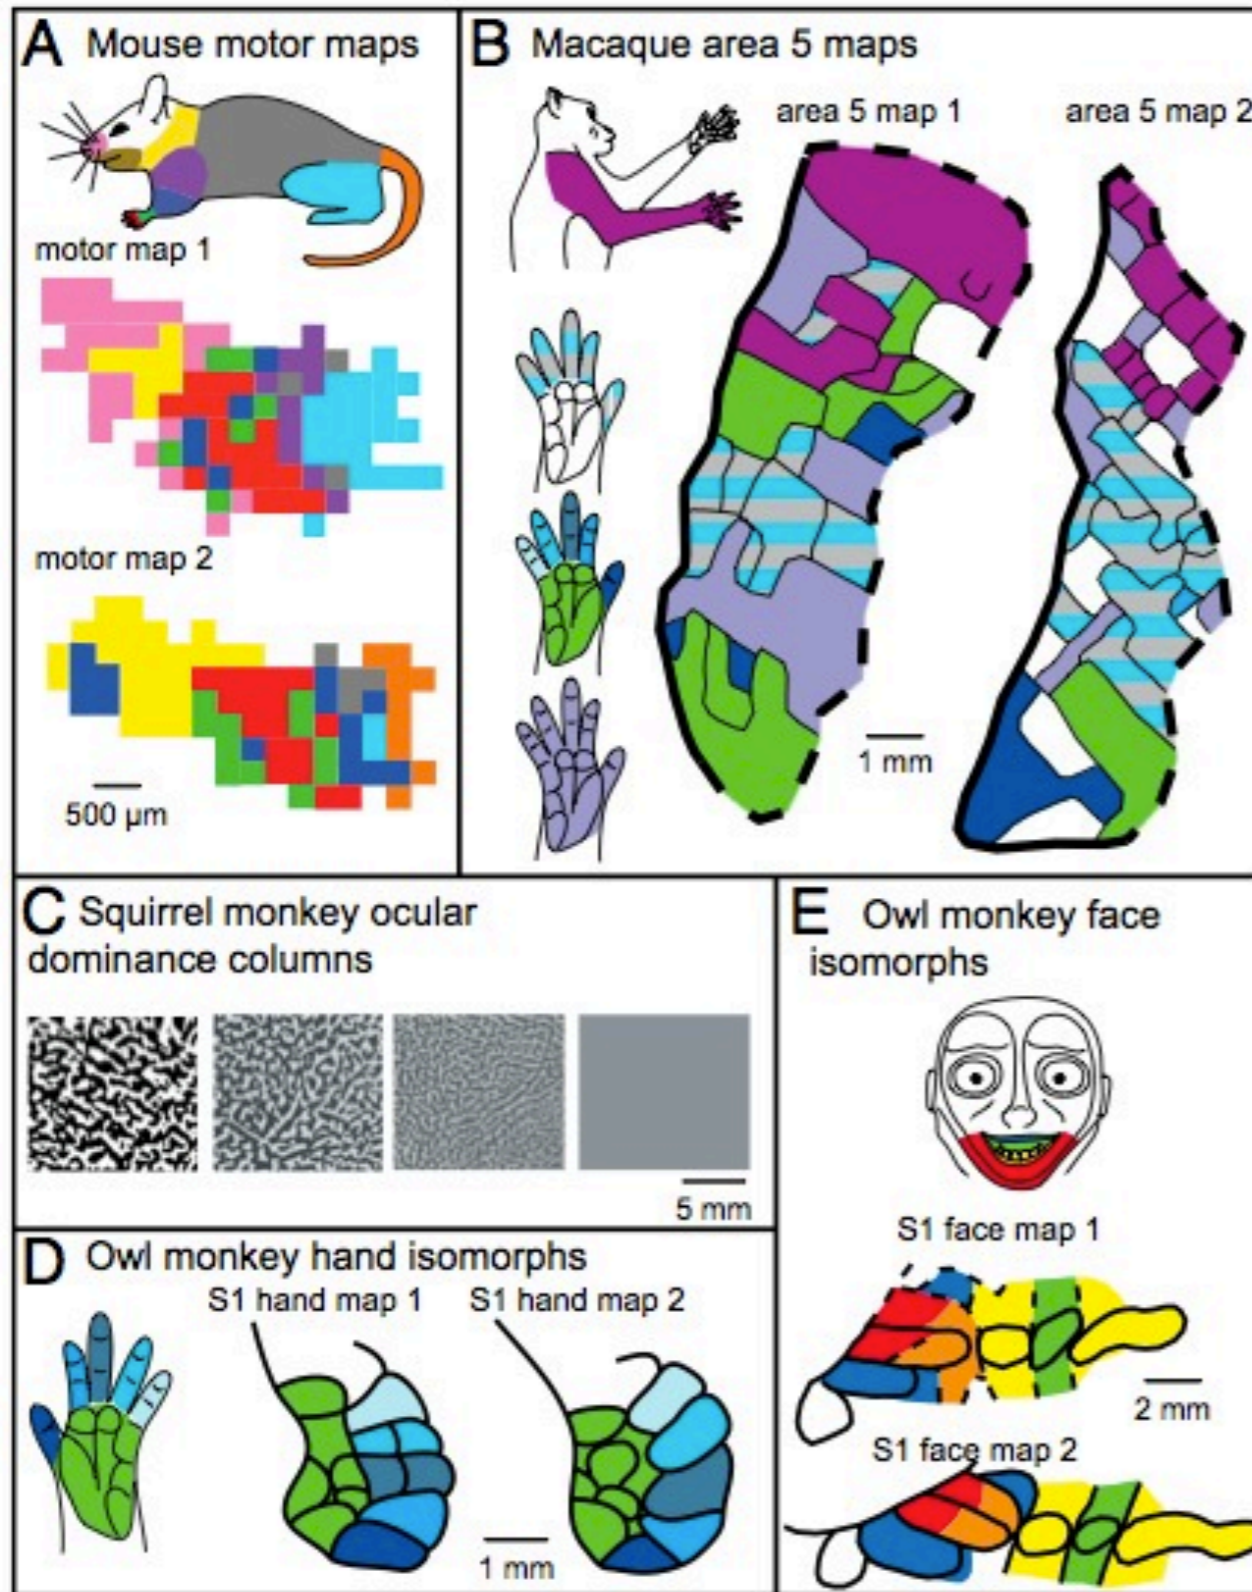 A Mouse motor maps
motor map 1
motor map 2
500 µm
B Macaque area 5 maps
area 5 map 1
area 5 map 2
1 mm
C Squirrel monkey ocular
dominance columns
5 mm
D Owl monkey hand isomorphs
S1 hand map 1
S1 hand map 2
1 mm
E Owl monkey face
isomorphs
S1 face map 1
2 mm
S1 face map 2